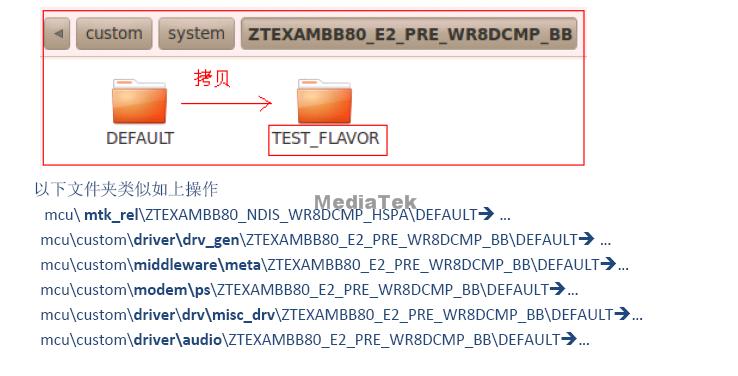 custom system ZTEXAMBB80_E2_PRE_WR8DCMP_BB
拷贝
DEFAULT TEST_FLAVOR
以下文件夹类似如上操作
MediaTek
mcu\ mtk_rel\ZTEXAMBB80_NDIS_WR8DCMP_HSPA\DEFAULT→ ...
mcu\custom\driver\drv_gen\ZTEXAMBB80_E2_PRE_WR8DCMP_BB\DEFAULT→ ...
mcu\custom\middleware\meta\ZTEXAMBB80_E2_PRE_WR8DCMP_BB\DEFAULT→...
mcu\custom\modem\ps\ZTEXAMBB80_E2_PRE_WR8DCMP_BB\DEFAULT→...
mcu\custom\driver\drv\misc_drv\ZTEXAMBB80_E2_PRE_WR8DCMP_BB\DEFAULT→...
mcu\custom\driver\audio\ZTEXAMBB80_E2_PRE_WR8DCMP_BB\DEFAULT→...